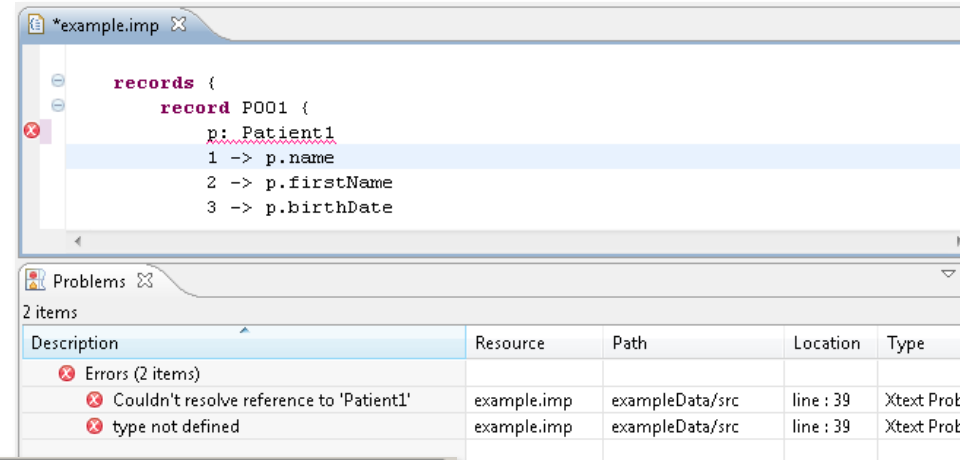 *example.imp
records {
record P001 {
p: Patient1
1 -> p.name
2 -> p.firstName
3 -> p.birthDate
Problems
2 items
Description Resource Path Location Type
Errors (2 items)
Couldn't resolve reference to 'Patient1' example.imp exampleData/src line : 39 Xtext Prob
type not defined example.imp exampleData/src line : 39 Xtext Prob